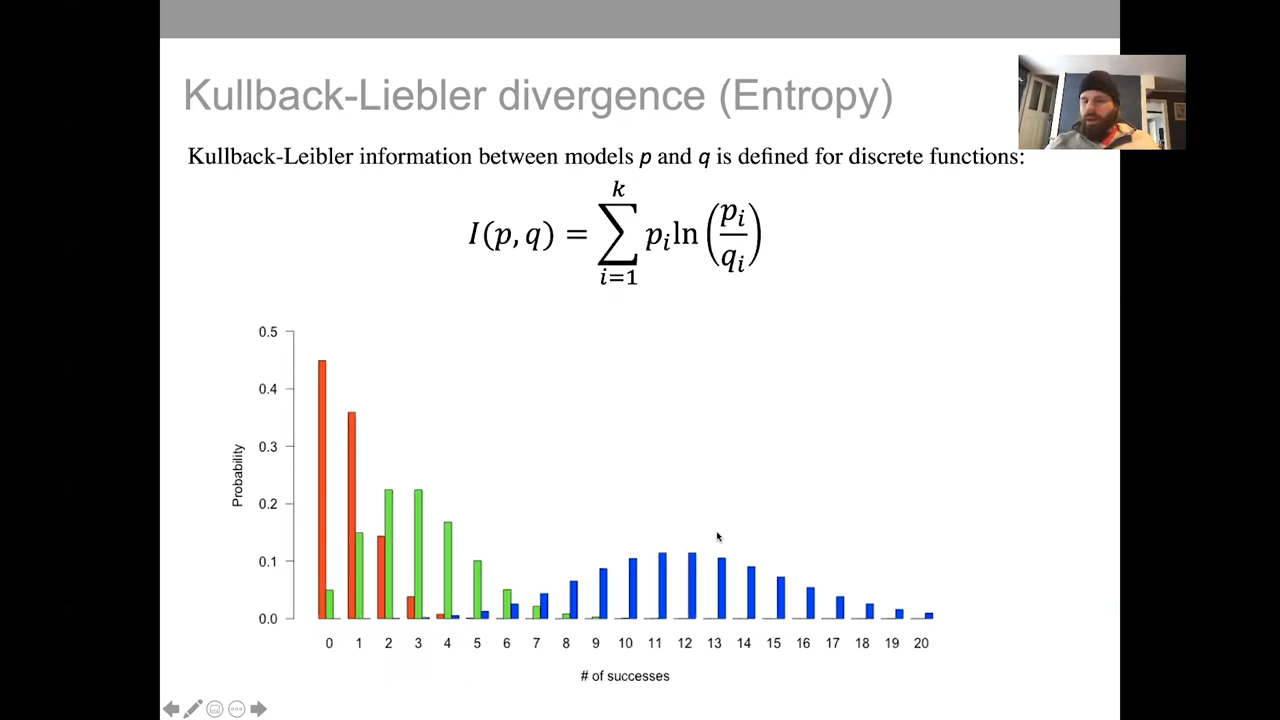 Kullback-Liebler divergence (Entropy)
Kullback-Leibler information between models p and q is defined for discrete functions:
I(p, q) = ∑_{i=1}^{k} p_i ln (p_i / q_i)
0.5
0.4
0.3
0.2
0.1
0.0
Probability
0 1 2 3 4 5 6 7 8 9 10 11 12 13 14 15 16 17 18 19 20
# of successes